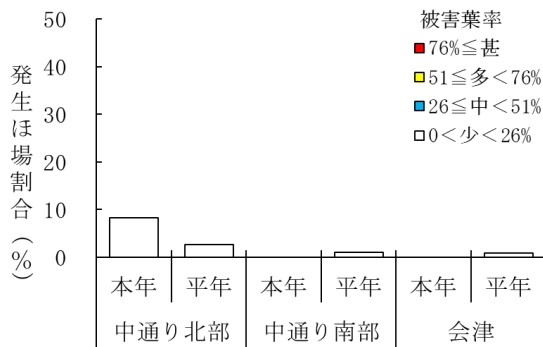 発生ほ場割合(%)
50
40
30
20
10
0
被害葉率
76%≦甚
51≦多<76%
26≦中<51%
0<少<26%
本年 平年 本年 平年 本年 平年
中通り北部 中通り南部 会津